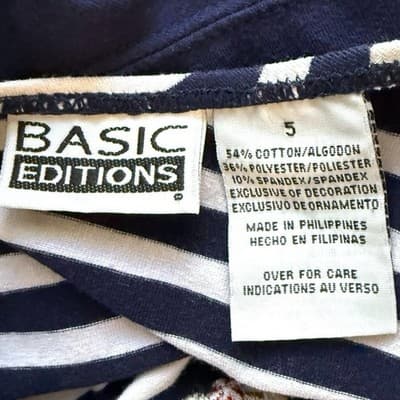 BASIC
EDITIONS
5
54% COTTON/ALGODON
36% POLYESTER/POLIESTER
10% SPANDEX/SPANDEX
EXCLUSIVE OF DECORATION
EXCLUSIVO DE ORNAMENTO
MADE IN PHILIPPINES
HECHO EN FILIPINAS
OVER FOR CARE
INDICATIONS AU VERSO